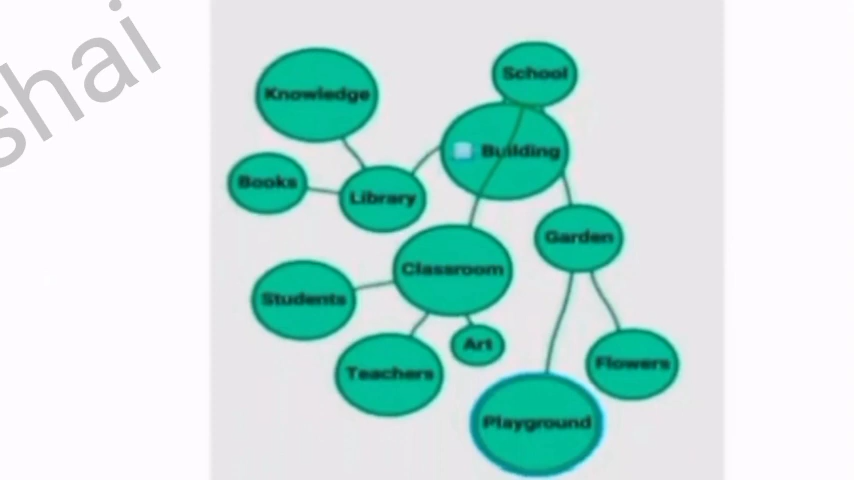 shai
School
Knowledge
Building
Books
Library
Garden
Classroom
Students
Art
Flowers
Teachers
Playground